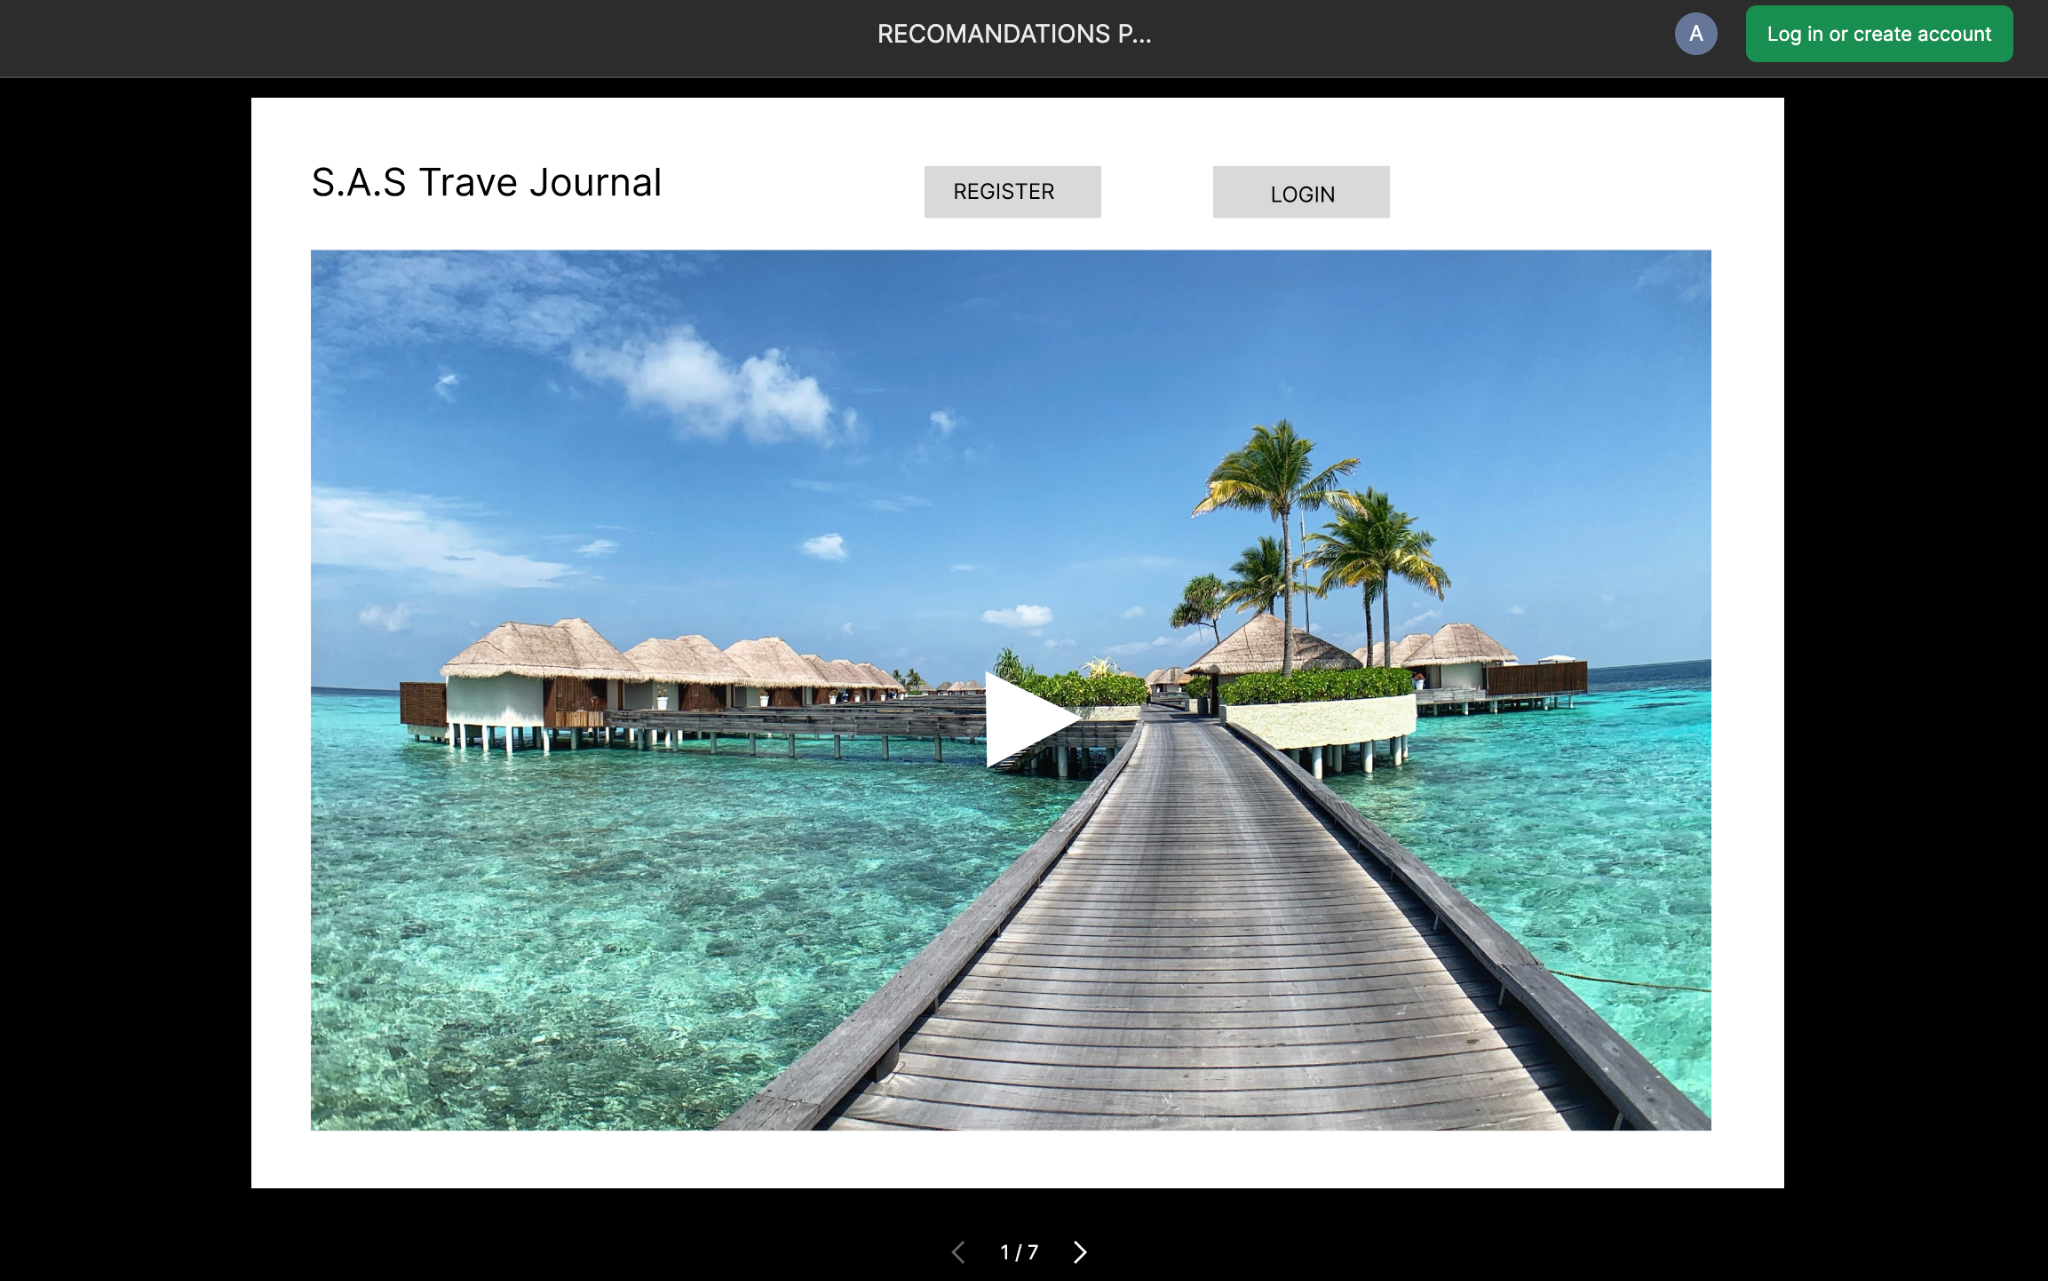 RECOMANDATIONS P...
A
Log in or create account
S.A.S Trave Journal
REGISTER
LOGIN
1 / 7